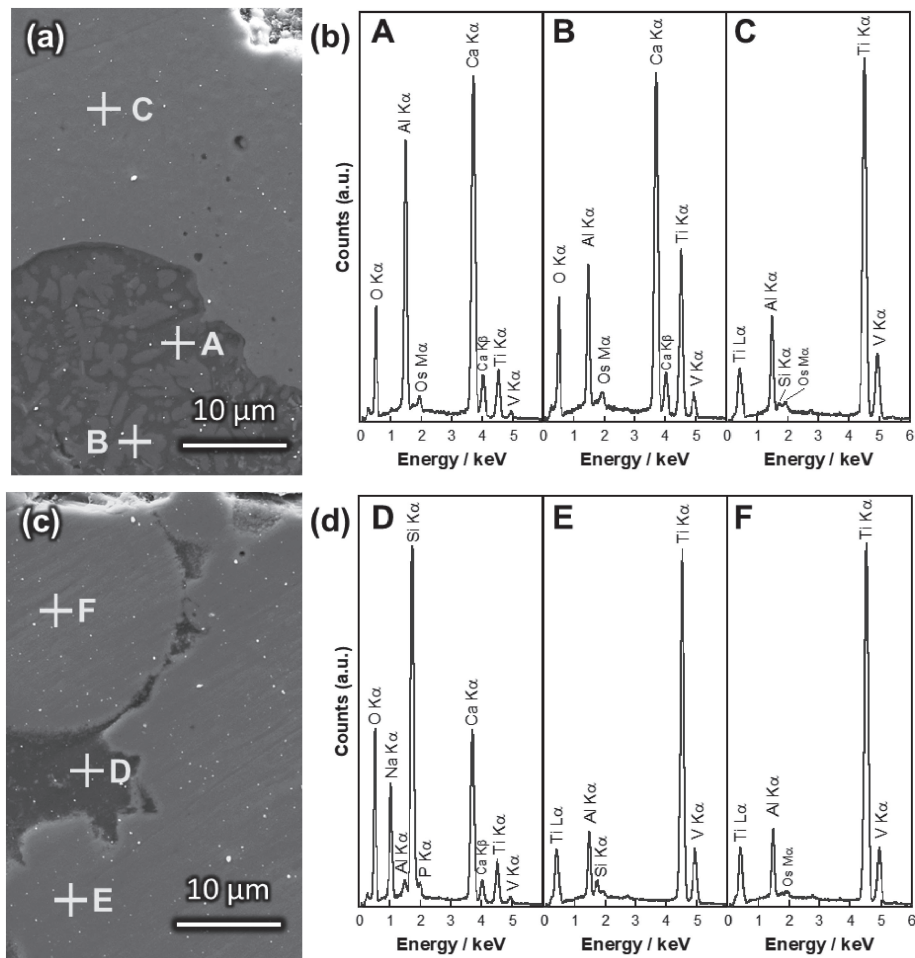 (a)
C
A
B
10 µm
(b)
A
B
C
Counts (a.u.)
O Kα
Al Kα
Os Mα
Ca Kα
Ca Kβ
Ti Kα
V Kα
O Kα
Al Kα
Os Mα
Ca Kα
Ca Kβ
Ti Kα
V Kα
Ti Lα
Al Kα
Si Kα
Os Mα
Ti Kα
V Kα
0 1 2 3 4 5
0 1 2 3 4 5
0 1 2 3 4 5 6
Energy / keV
Energy / keV
Energy / keV
(c)
F
D
E
10 µm
(d)
D
E
F
Counts (a.u.)
O Kα
Na Kα
Al Kα
Si Kα
P Kα
Ca Kα
Ca Kβ
Ti Kα
V Kα
Ti Lα
Al Kα
Si Kα
Ti Kα
V Kα
Ti Lα
Al Kα
Os Mα
Ti Kα
V Kα
0 1 2 3 4 5
0 1 2 3 4 5
0 1 2 3 4 5 6
Energy / keV
Energy / keV
Energy / keV